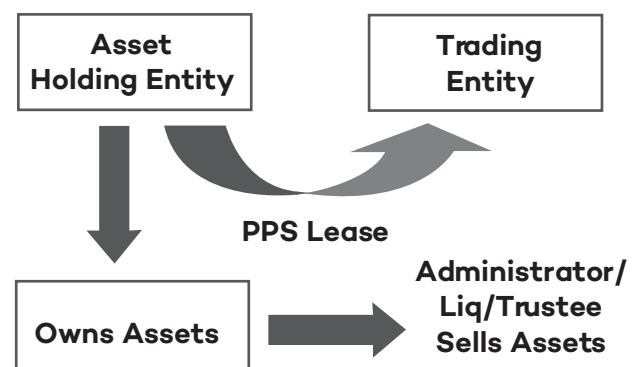 Asset
Holding Entity
Trading
Entity
PPS Lease
Owns Assets
Administrator/
Liq/Trustee
Sells Assets